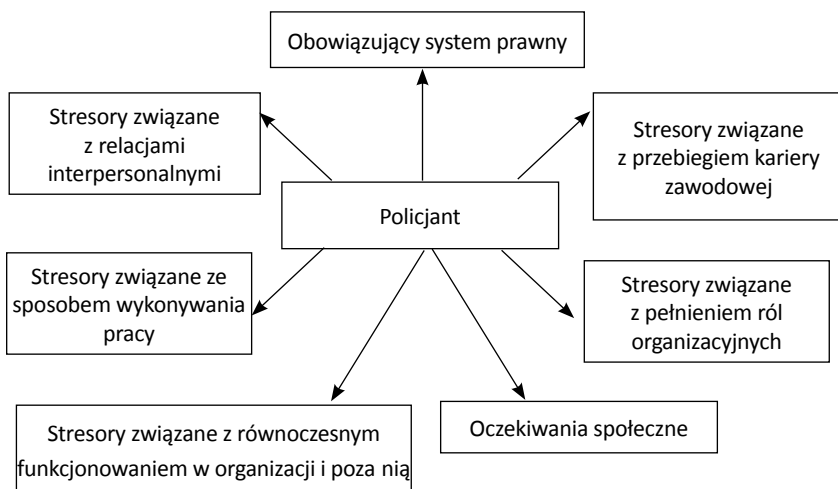 Obowiązujący system prawny
Stresory związane
z relacjami
interpersonalnymi
Stresory związane
z przebiegiem kariery
zawodowej
Policjant
Stresory związane ze
sposobem wykonywania
pracy
Stresory związane
z pełnieniem ról
organizacyjnych
Stresory związane z równoczesnym
funkcjonowaniem w organizacji i poza nią
Oczekiwania społeczne